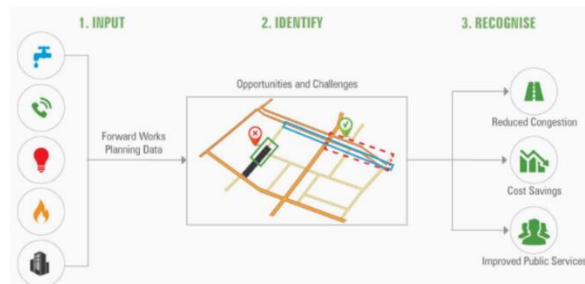 1. INPUT
2. IDENTIFY
3. RECOGNISE
Opportunities and Challenges
Forward Works
Planning Data
Reduced Congestion
Cost Savings
Improved Public Services